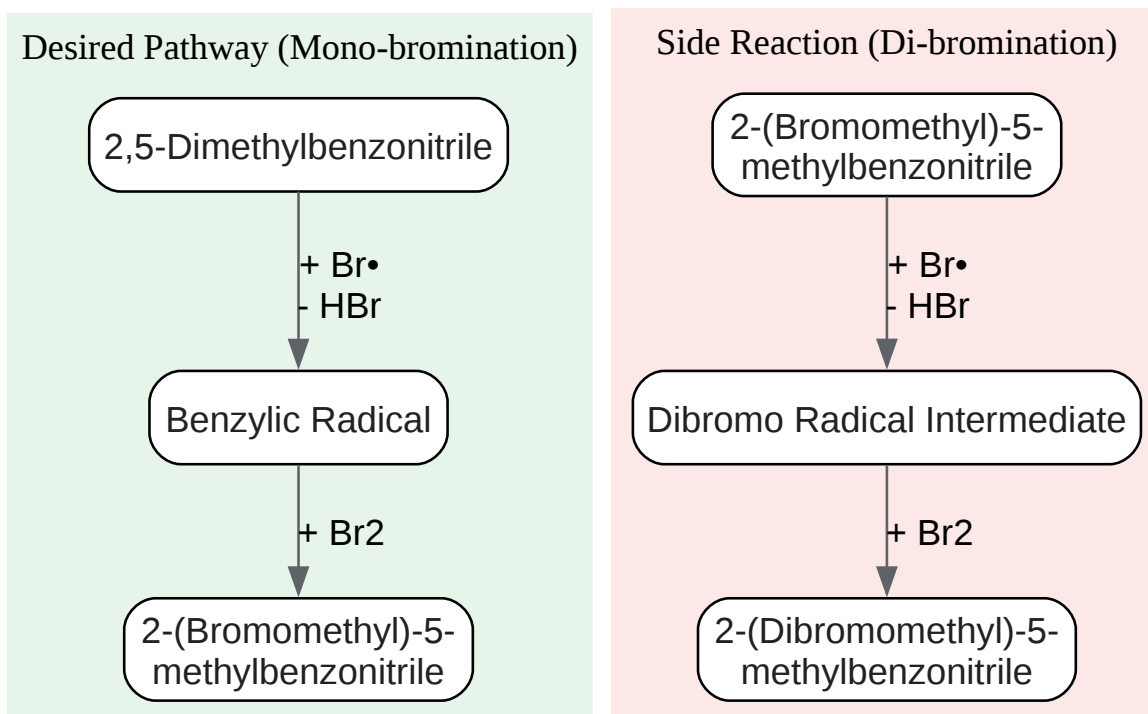 Desired Pathway (Mono-bromination)
2,5-Dimethylbenzonitrile
+ Br•
- HBr
Benzylic Radical
+ Br2
2-(Bromomethyl)-5-
methylbenzonitrile
Side Reaction (Di-bromination)
2-(Bromomethyl)-5-
methylbenzonitrile
+ Br•
- HBr
Dibromo Radical Intermediate
+ Br2
2-(Dibromomethyl)-5-
methylbenzonitrile